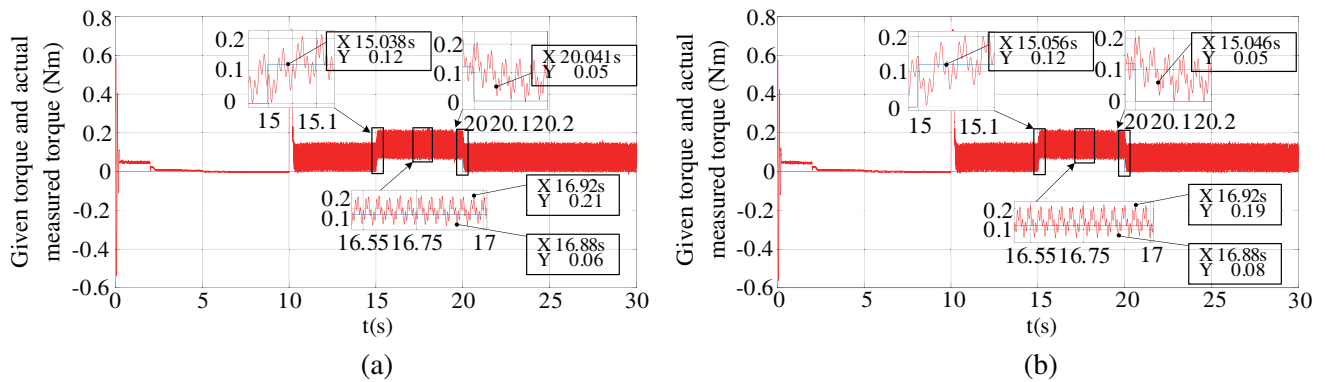 Given torque and actual
measured torque (Nm)
0.8
0.6
0.4
0.2
0
-0.2
-0.4
-0.6
0
5
10
15
20
25
30
t(s)
0.2
0.1
0
15
15.1
X 15.038s
Y 0.12
0.2
0.1
0
20
20.1
20.2
X 20.041s
Y 0.05
0.2
0.1
16.55
16.75
17
X 16.92s
Y 0.21
X 16.88s
Y 0.06
(a)
Given torque and actual
measured torque (Nm)
0.8
0.6
0.4
0.2
0
-0.2
-0.4
-0.6
0
5
10
15
20
25
30
t(s)
0.2
0.1
0
15
15.1
X 15.056s
Y 0.12
0.2
0.1
0
20
20.1
20.2
X 15.046s
Y 0.05
0.2
0.1
16.55
16.75
17
X 16.92s
Y 0.19
X 16.88s
Y 0.08
(b)